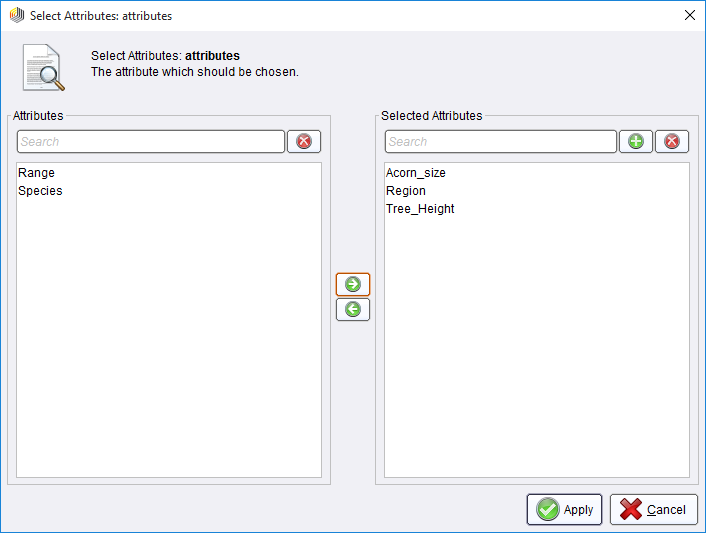 Select Attributes: attributes
Select Attributes: attributes
The attribute which should be chosen.
Attributes
Search
Range
Species
Selected Attributes
Search
Acorn_size
Region
Tree_Height
Apply
Cancel